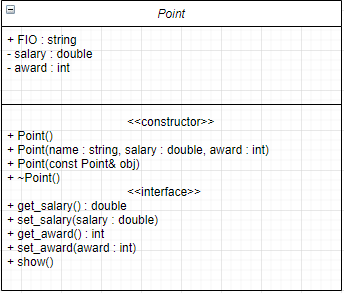 Point
+ FIO : string
- salary : double
- award : int
<<constructor>>
+ Point()
+ Point(name : string, salary : double, award : int)
+ Point(const Point& obj)
+ ~Point()
<<interface>>
+ get_salary() : double
+ set_salary(salary : double)
+ get_award() : int
+ set_award(award : int)
+ show()